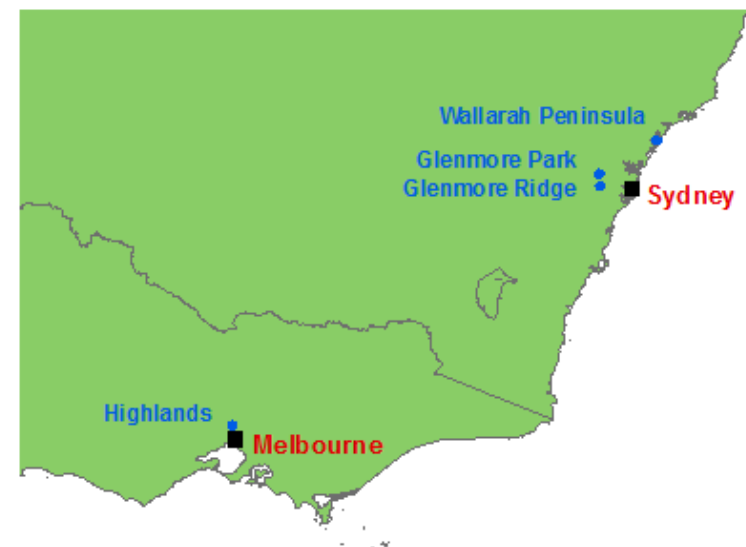 Wallarah Peninsula
Glenmore Park
Glenmore Ridge
Sydney
Highlands
Melbourne